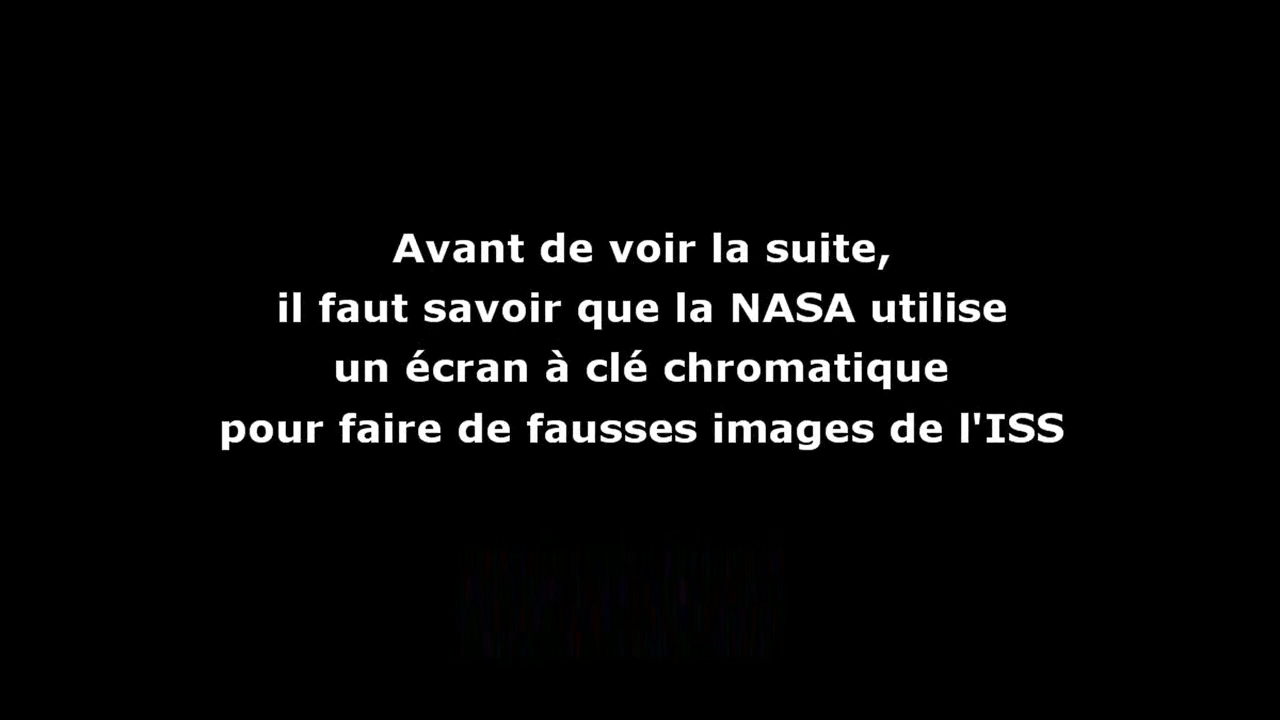 Avant de voir la suite,
il faut savoir que la NASA utilise
un écran à clé chromatique
pour faire de fausses images de l'ISS